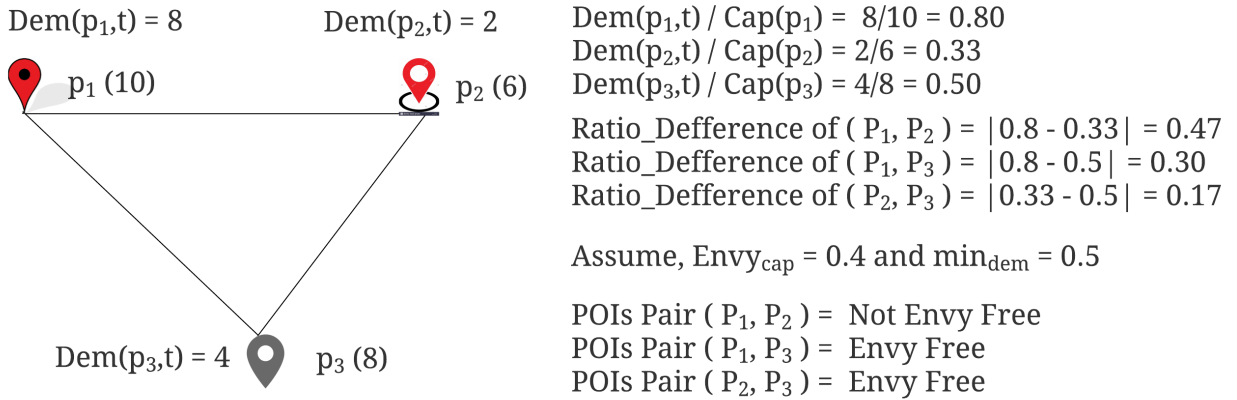 Dem(p₁,t) = 8
Dem(p₂,t) = 2
p₁ (10)
p₂ (6)
Dem(p₃,t) = 4
p₃ (8)
Dem(p₁,t) / Cap(p₁) = 8/10 = 0.80
Dem(p₂,t) / Cap(p₂) = 2/6 = 0.33
Dem(p₃,t) / Cap(p₃) = 4/8 = 0.50
Ratio_Defference of ( P₁, P₂ ) = |0.8 - 0.33| = 0.47
Ratio_Defference of ( P₁, P₃ ) = |0.8 - 0.5| = 0.30
Ratio_Defference of ( P₂, P₃ ) = |0.33 - 0.5| = 0.17
Assume, Envy_cap = 0.4 and min_dem = 0.5
POIs Pair ( P₁, P₂ ) = Not Envy Free
POIs Pair ( P₁, P₃ ) = Envy Free
POIs Pair ( P₂, P₃ ) = Envy Free